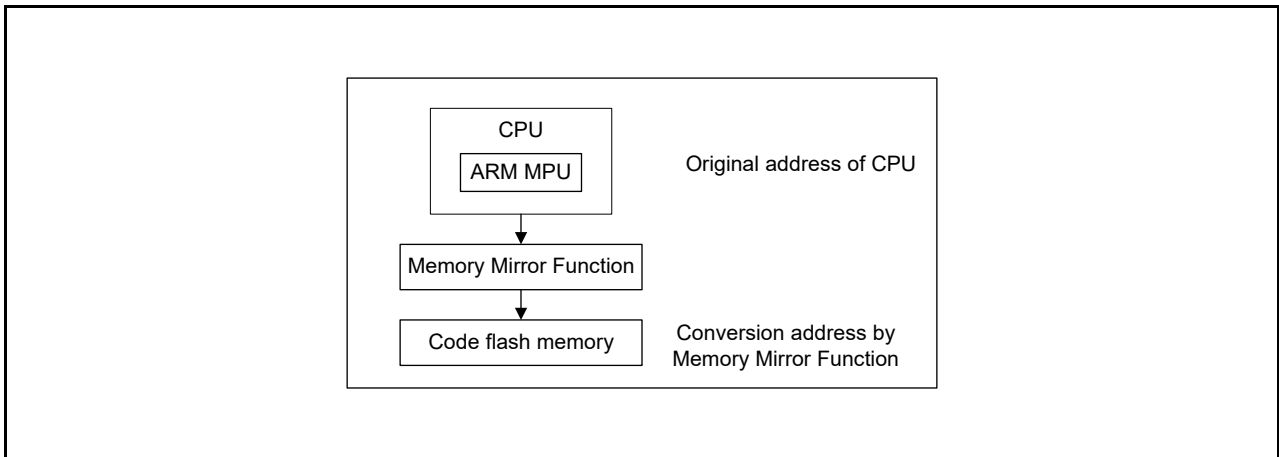 CPU
ARM MPU
Original address of CPU
Memory Mirror Function
Code flash memory
Conversion address by
Memory Mirror Function